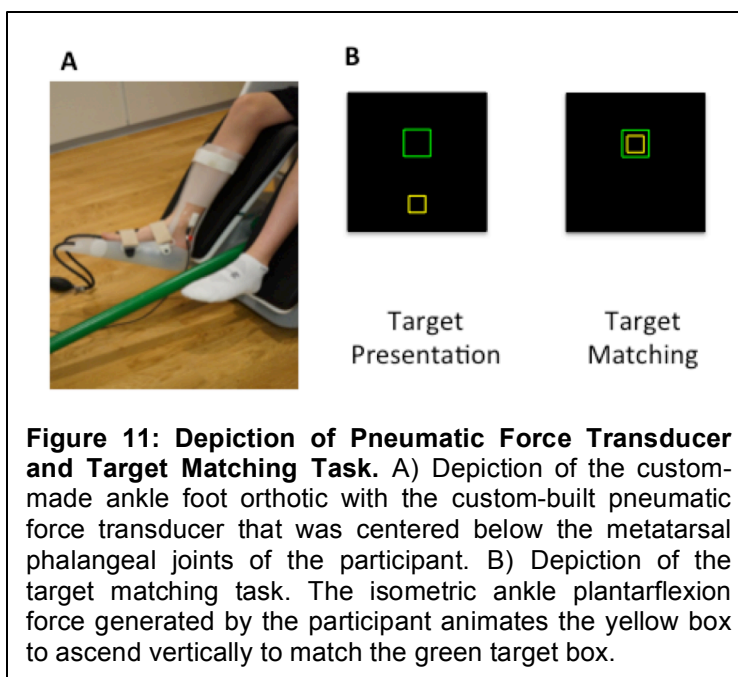 A
B
Target
Presentation
Target
Matching
Figure 11: Depiction of Pneumatic Force Transducer
and Target Matching Task. A) Depiction of the custom-
made ankle foot orthotic with the custom-built pneumatic
force transducer that was centered below the metatarsal
phalangeal joints of the participant. B) Depiction of the
target matching task. The isometric ankle plantarflexion
force generated by the participant animates the yellow box
to ascend vertically to match the green target box.